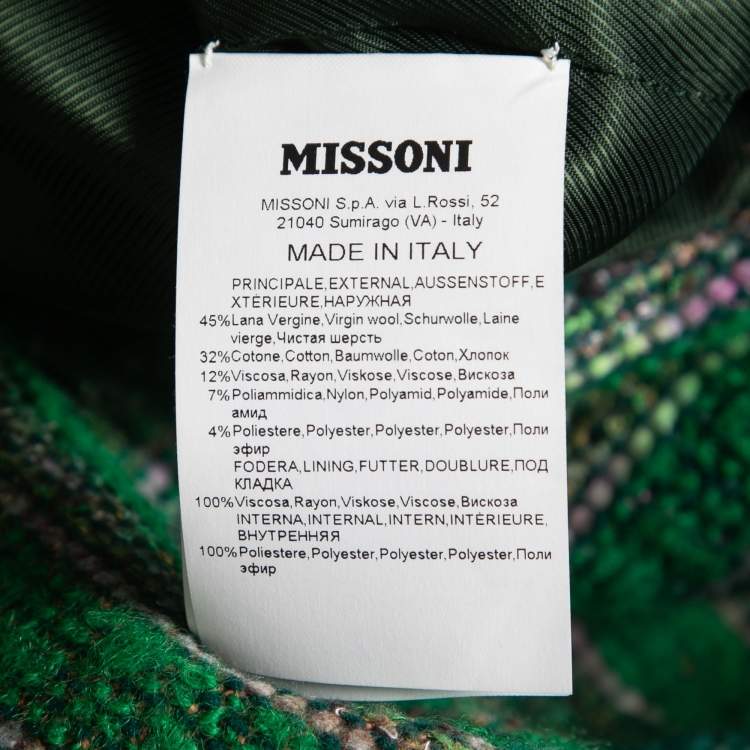 MISSONI
MISSONI S.p.A. via L.Rossi, 52
21040 Sumirago (VA) - Italy
MADE IN ITALY
PRINCIPALE,EXTERNAL,AUSSENSTOFF,E
XTÉRIEURE,НАРУЖНАЯ
45%Lana Vergine,Virgin wool,Schurwolle,Laine
vierge,Чистая шерсть
32%Cotone,Cotton,Baumwolle,Coton,Хлопок
12%Viscosa,Rayon,Viskose,Viscose,Вискоза
7%Poliammidica,Nylon,Polyamid,Polyamide,Поли
амид
4%Poliestere,Polyester,Polyester,Polyester,Поли
эфир
FODERA,LINING,FUTTER,DOUBLURE,ПОД
КЛАДКА
100%Viscosa,Rayon,Viskose,Viscose,Вискоза
INTERNA,INTERNAL,INTERN,INTÉRIEURE,
ВНУТРЕННЯЯ
100%Poliestere,Polyester,Polyester,Polyester,Поли
эфир